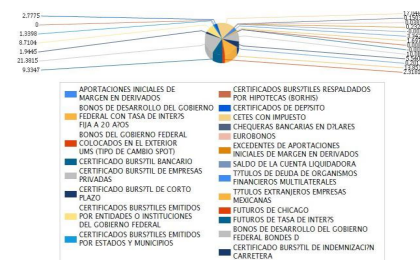 2.7775
0
1.3398
8.7104
1.9445
21.3815
9.3347
APORTACIONES INICIALES DE
MARGEN EN DERIVADOS
BONOS DE DESARROLLO DEL GOBIERNO
FEDERAL CON TASA DE INTER?S
FIJA A 20 A?OS
BONOS DEL GOBIERNO FEDERAL
COLOCADOS EN EL EXTERIOR
UMS (TIPO DE CAMBIO SPOT)
CERTIFICADO BURS?TIL BANCARIO
CERTIFICADO BURS?TIL DE EMPRESAS
PRIVADAS
CERTIFICADO BURS?TIL DE CORTO
PLAZO
CERTIFICADOS BURS?TILES EMITIDOS
POR ENTIDADES O INSTITUCIONES
DEL GOBIERNO FEDERAL
CERTIFICADOS BURS?TILES EMITIDOS
POR ESTADOS Y MUNICIPIOS
CERTIFICADOS BURS?TILES RESPALDADOS
POR HIPOTECAS (BORHIS)
CERTIFICADOS DE DEP?SITO
CETES CON IMPUESTO
CHEQUERAS BANCARIAS EN D?LARES
EUROBONOS
EXCEDENTES DE APORTACIONES
INICIALES DE MARGEN EN DERIVADOS
SALDO DE LA CUENTA LIQUIDADORA
T?TULOS DE DEUDA DE ORGANISMOS
FINANCIEROS MULTILATERALES
T?TULOS EXTRANJEROS EMPRESAS
MEXICANAS
FUTUROS DE CHICAGO
FUTUROS DE TASA DE INTER?S
BONOS DE DESARROLLO DEL GOBIERNO
FEDERAL BONDES D
CERTIFICADO BURS?TIL DE INDEMNIZACI?N
CARRETERA